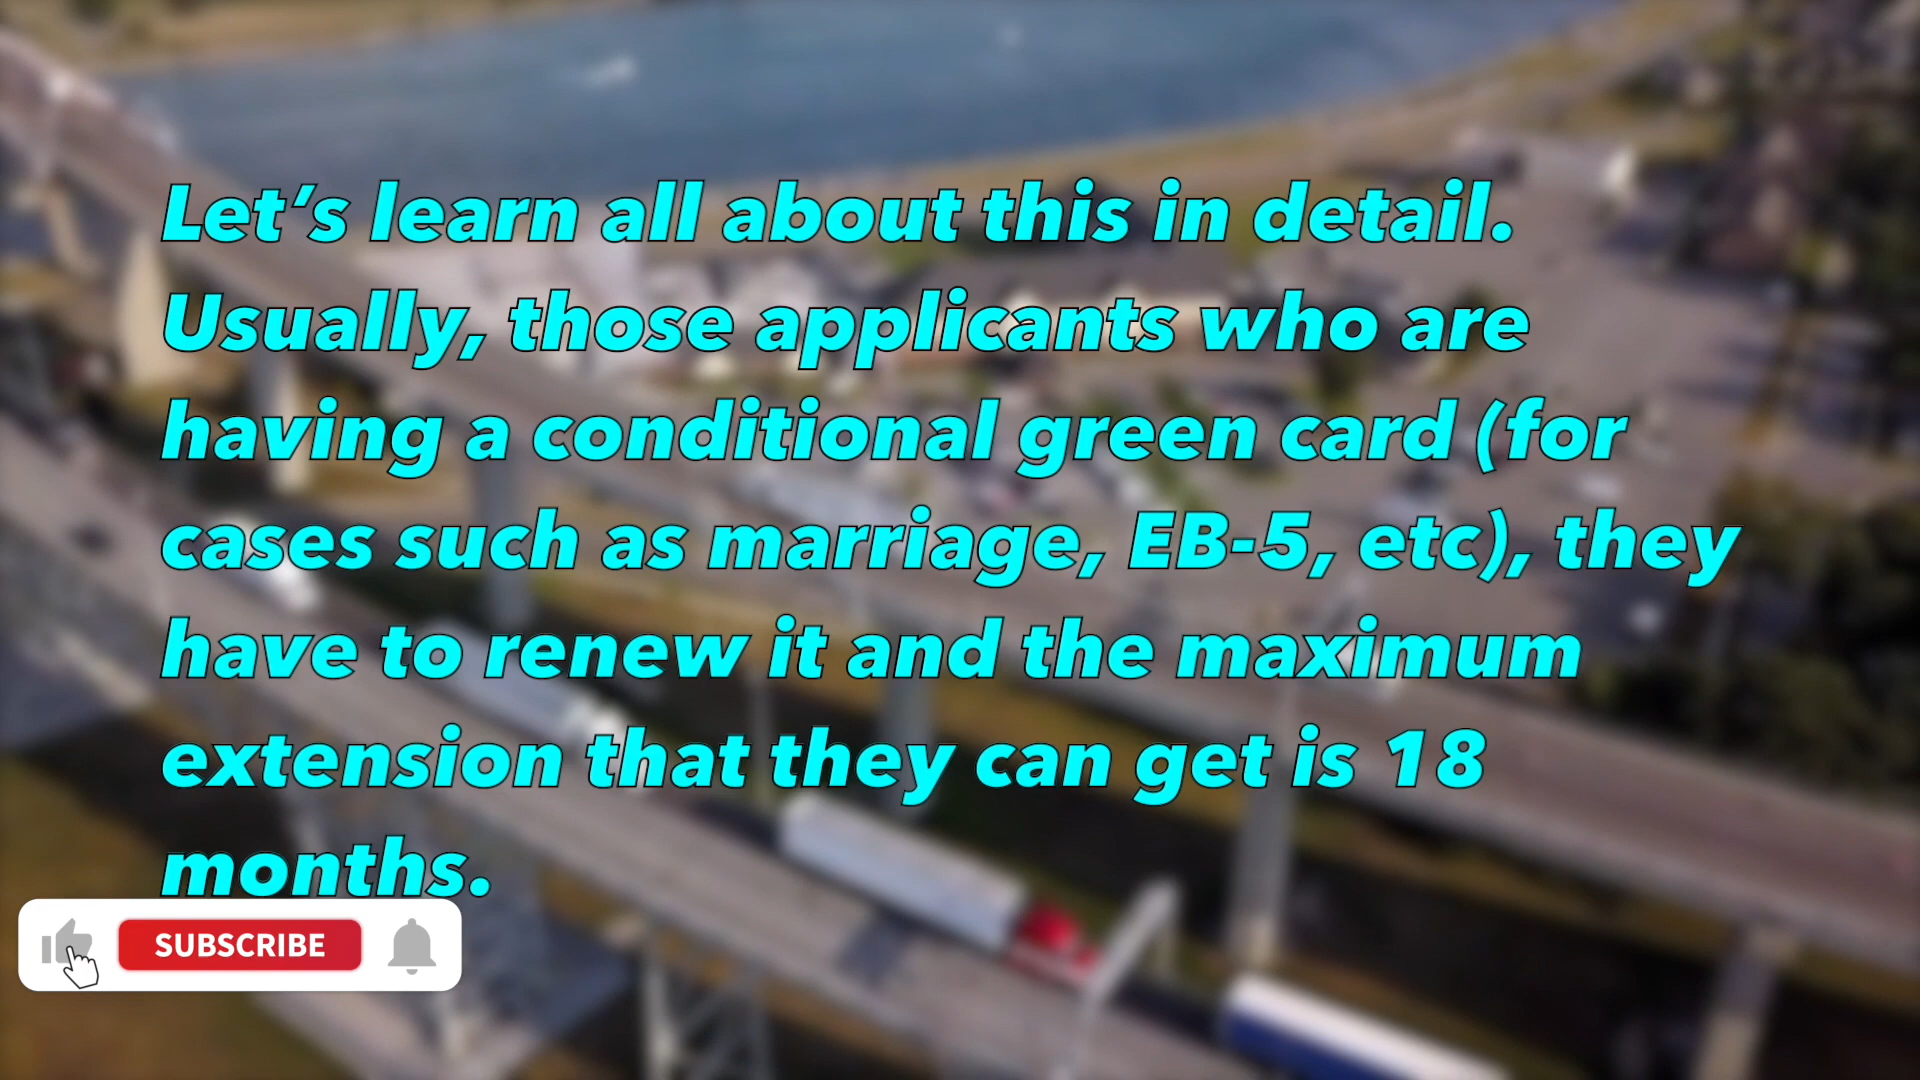 Let’s learn all about this in detail.
Usually, those applicants who are
having a conditional green card (for
cases such as marriage, EB-5, etc), they
have to renew it and the maximum
extension that they can get is 18
months.
SUBSCRIBE